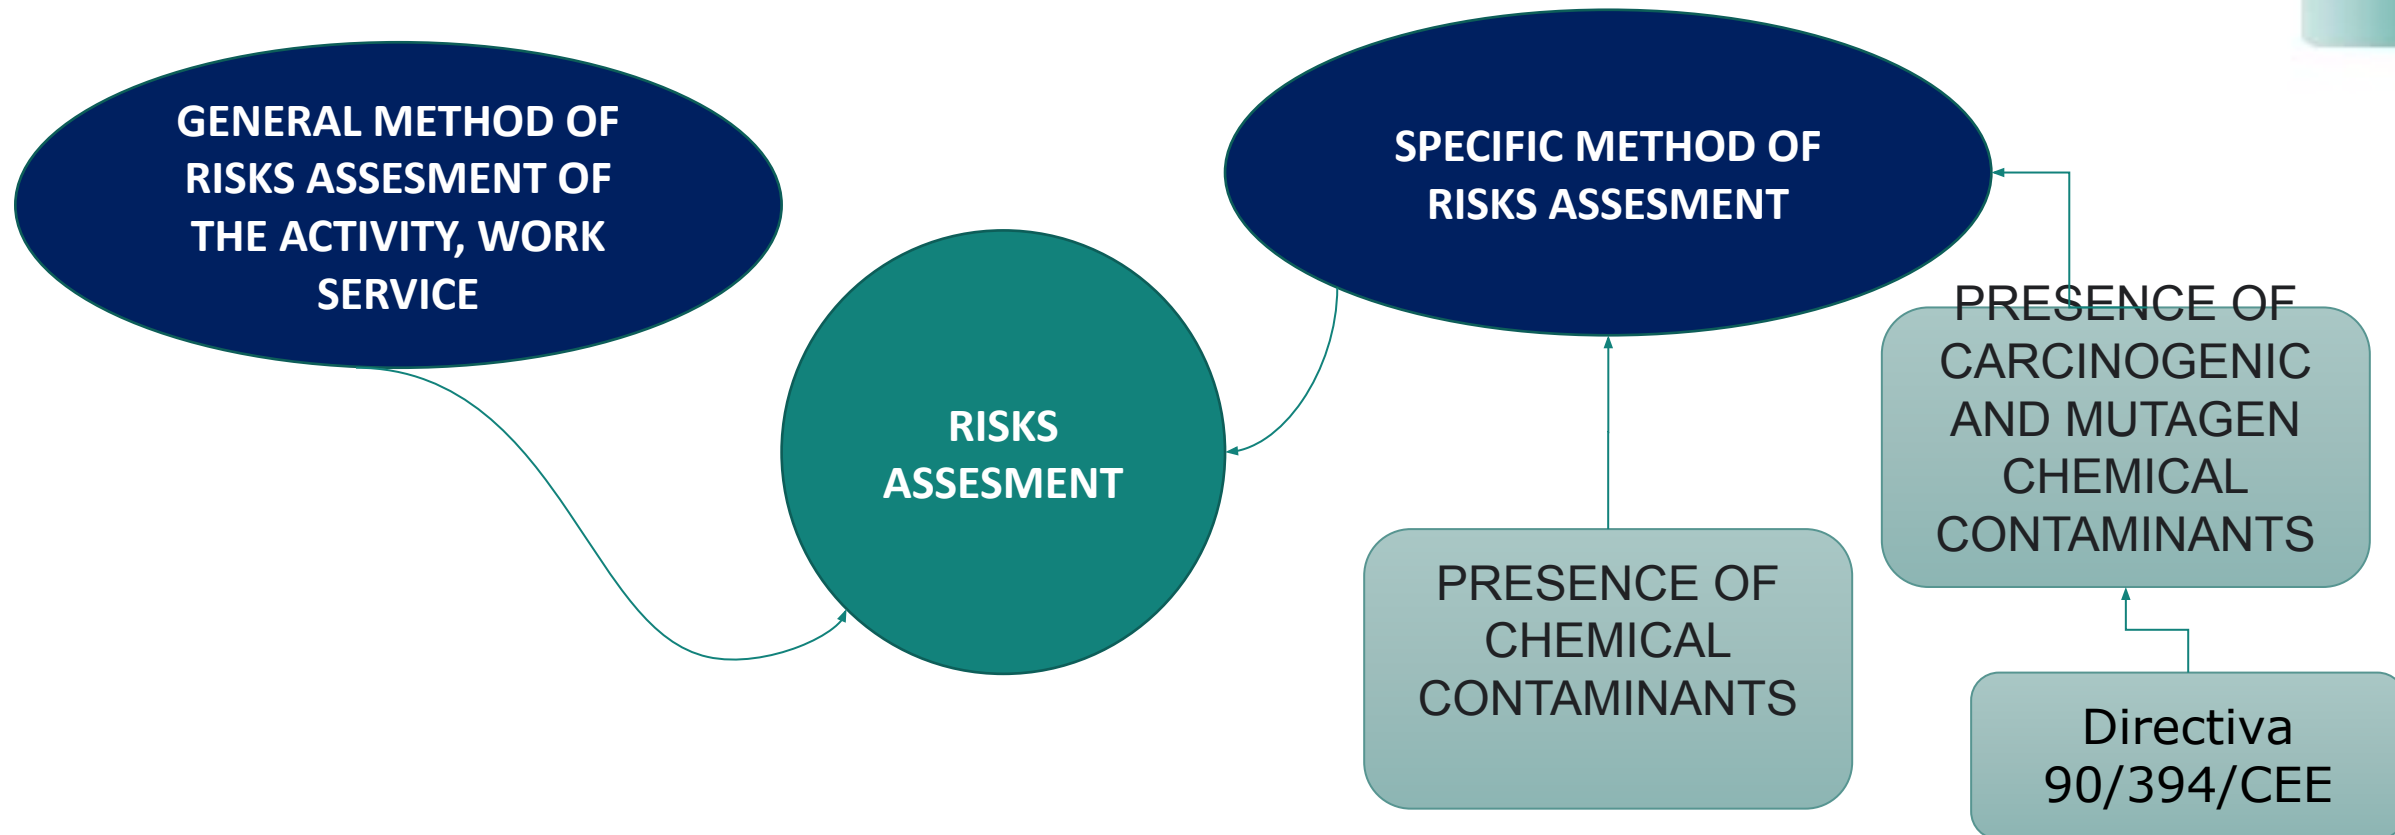 GENERAL METHOD OF
RISKS ASSESMENT OF
THE ACTIVITY, WORK
SERVICE
SPECIFIC METHOD OF
RISKS ASSESMENT
RISKS
ASSESMENT
PRESENCE OF
CHEMICAL
CONTAMINANTS
PRESENCE OF
CARCINOGENIC
AND MUTAGEN
CHEMICAL
CONTAMINANTS
Directiva
90/394/CEE